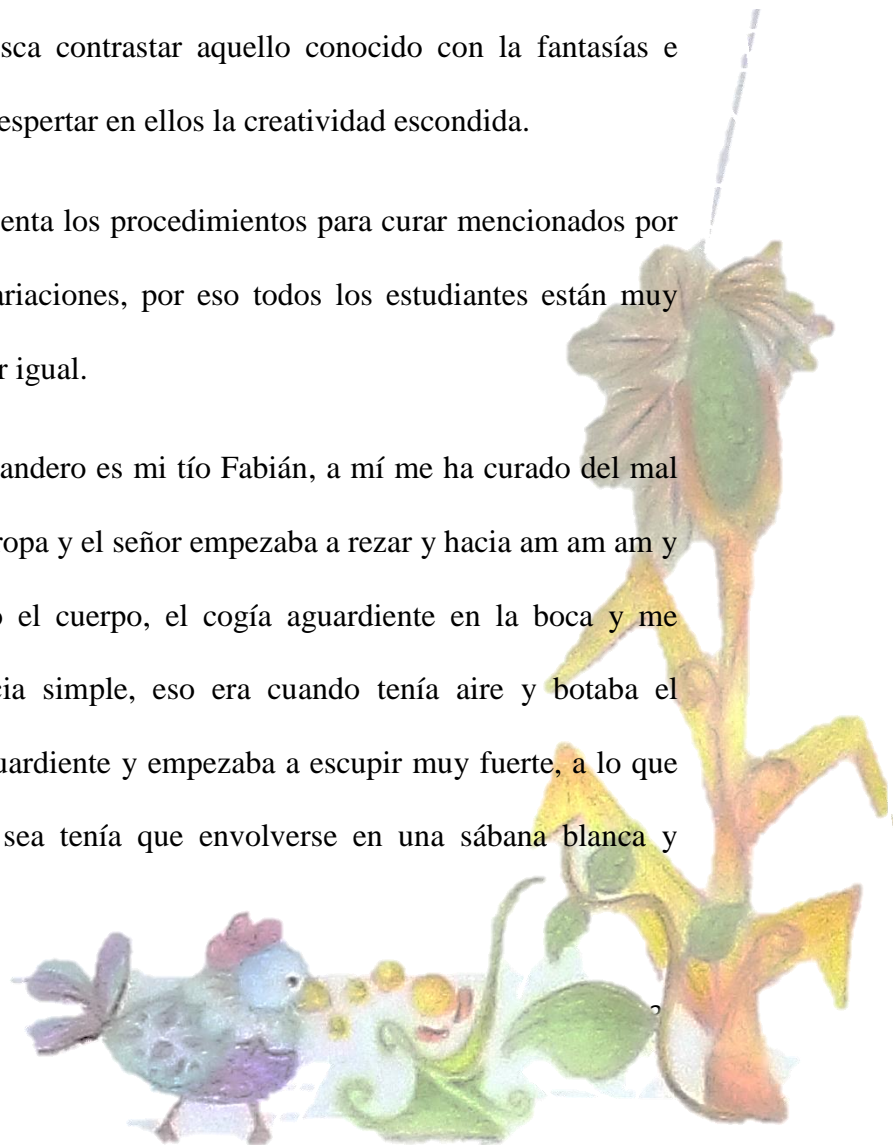 sca contrastar aquello conocido con la fantasías e
espertar en ellos la creatividad escondida.
enta los procedimientos para curar mencionados por
ariaciones, por eso todos los estudiantes están muy
r igual.
andero es mi tío Fabián, a mí me ha curado del mal
ropa y el señor empezaba a rezar y hacia am am am y
o el cuerpo, el cogía aguardiente en la boca y me
cia simple, eso era cuando tenía aire y botaba el
uardiente y empezaba a escupir muy fuerte, a lo que
sea tenía que envolverse en una sábana blanca y